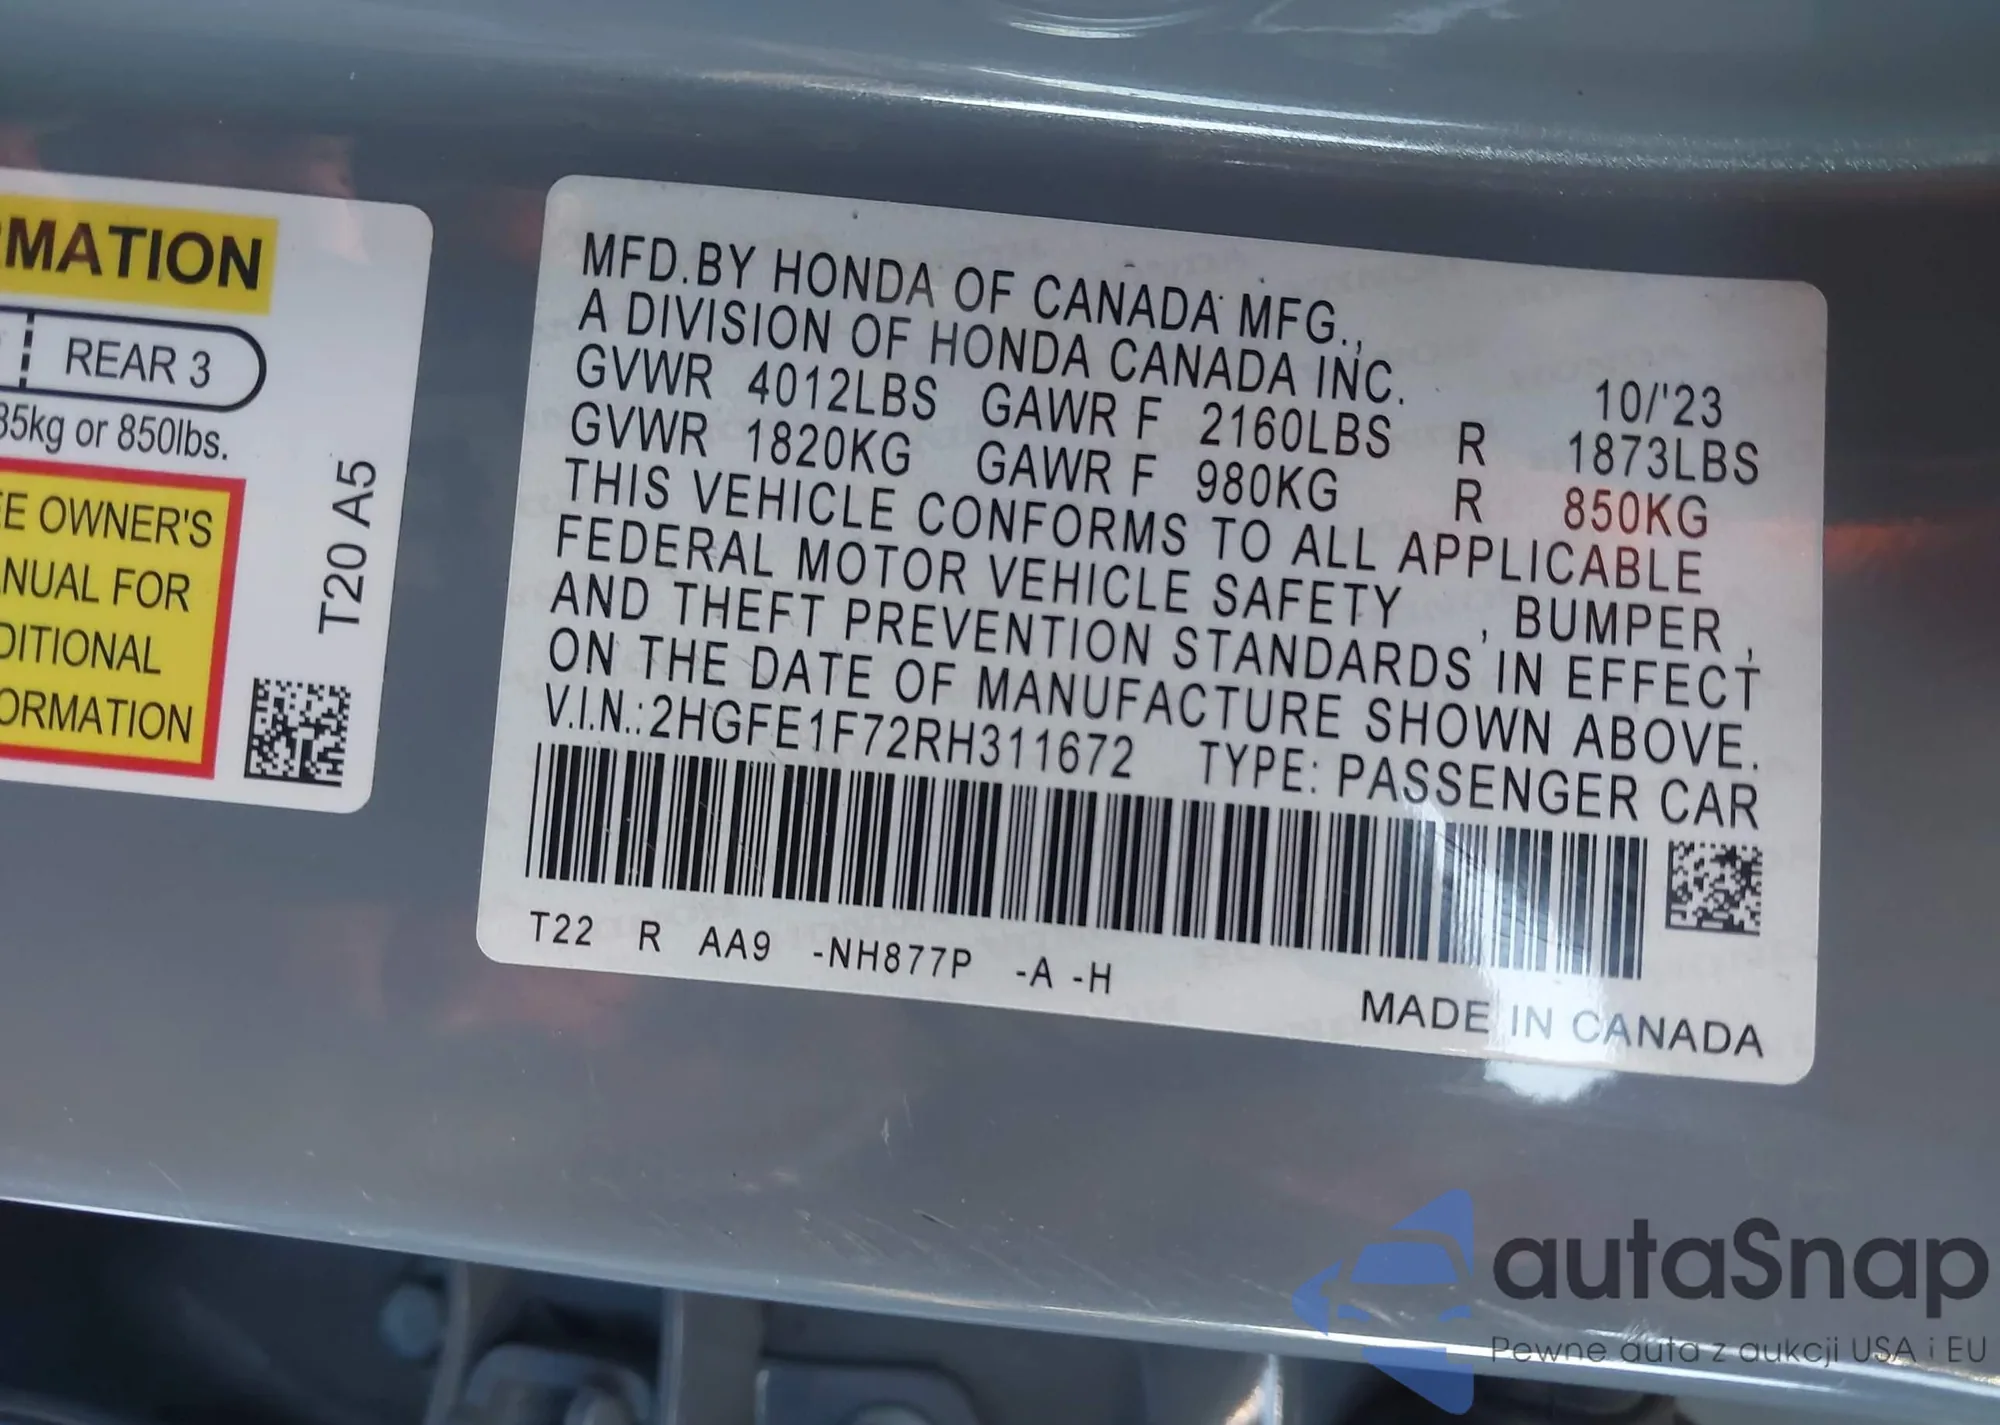 RMATION
REAR 3
85kg or 850lbs.
EE OWNER'S
ANUAL FOR
DITIONAL
ORMATION
T20 A5
MFD.BY HONDA OF CANADA MFG.,
A DIVISION OF HONDA CANADA INC. 10/'23
GVWR 4012LBS GAWR F 2160LBS R 1873LBS
GVWR 1820KG GAWR F 980KG R 850KG
THIS VEHICLE CONFORMS TO ALL APPLICABLE
FEDERAL MOTOR VEHICLE SAFETY , BUMPER ,
AND THEFT PREVENTION STANDARDS IN EFFECT
ON THE DATE OF MANUFACTURE SHOWN ABOVE.
V.I.N.:2HGFE1F72RH311672 TYPE: PASSENGER CAR
T22 R AA9 -NH877P -A -H
MADE IN CANADA
autaSnap
Pewne auta z aukcji USA i EU